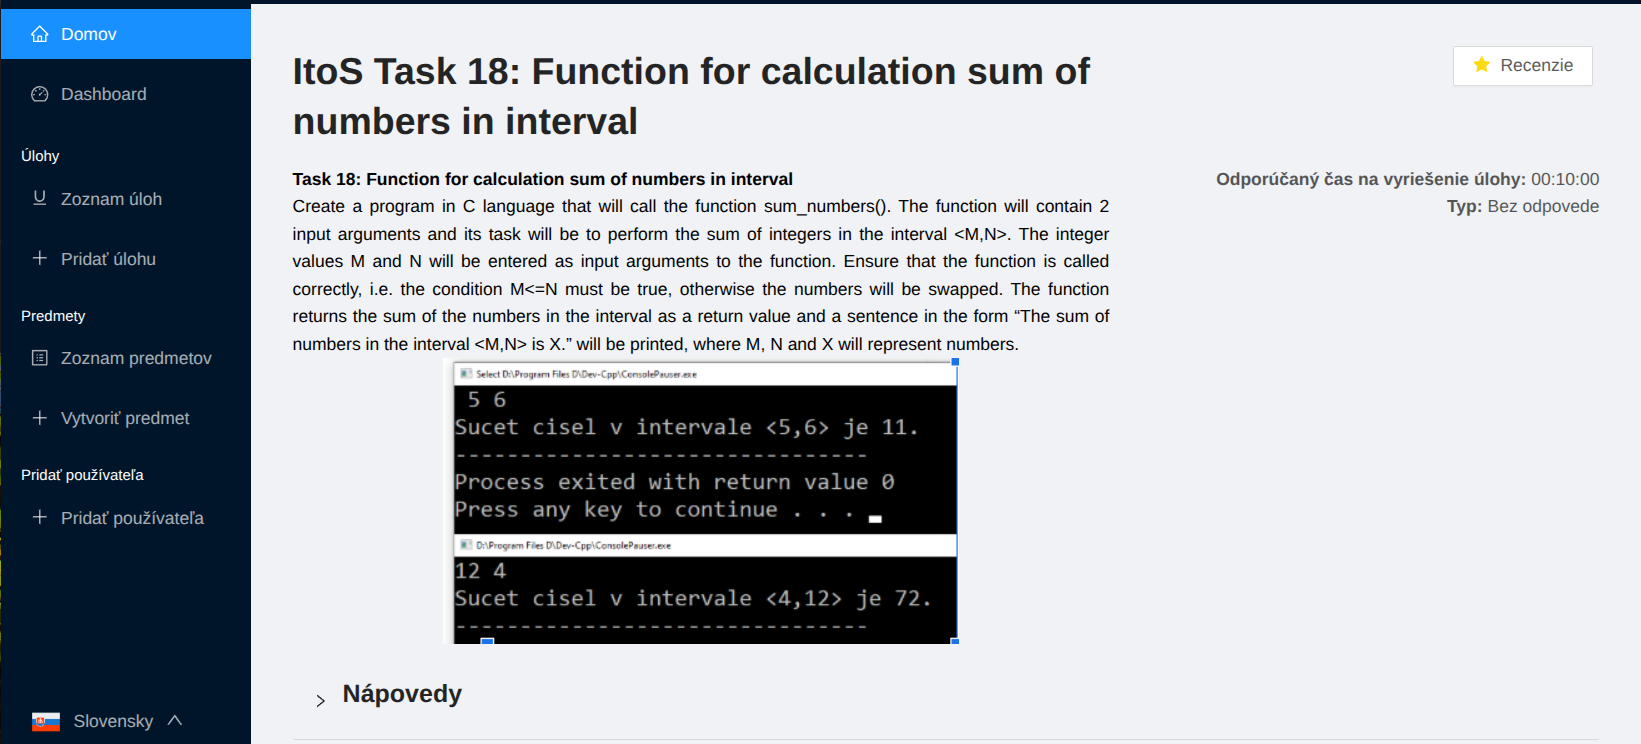 Domov
Dashboard
Úlohy
Zoznam úloh
Pridať úlohu
Predmety
Zoznam predmetov
Vytvoriť predmet
Pridať používateľa
Pridať používateľa
Slovensky
ItoS Task 18: Function for calculation sum of
numbers in interval
Recenzie
Task 18: Function for calculation sum of numbers in interval
Create a program in C language that will call the function sum_numbers(). The function will contain 2
input arguments and its task will be to perform the sum of integers in the interval <M,N>. The integer
values M and N will be entered as input arguments to the function. Ensure that the function is called
correctly, i.e. the condition M<=N must be true, otherwise the numbers will be swapped. The function
returns the sum of the numbers in the interval as a return value and a sentence in the form “The sum of
numbers in the interval <M,N> is X.” will be printed, where M, N and X will represent numbers.
Odporúčaný čas na vyriešenie úlohy: 00:10:00
Typ: Bez odpovede
Select D:\Program Files D\Dev-Cpp\ConsolePauser.exe
5 6
Sucet cisel v intervale <5,6> je 11.
--------------------------------
Process exited with return value 0
Press any key to continue . . .
D:\Program Files D\Dev-Cpp\ConsolePauser.exe
12 4
Sucet cisel v intervale <4,12> je 72.
--------------------------------
Nápovedy